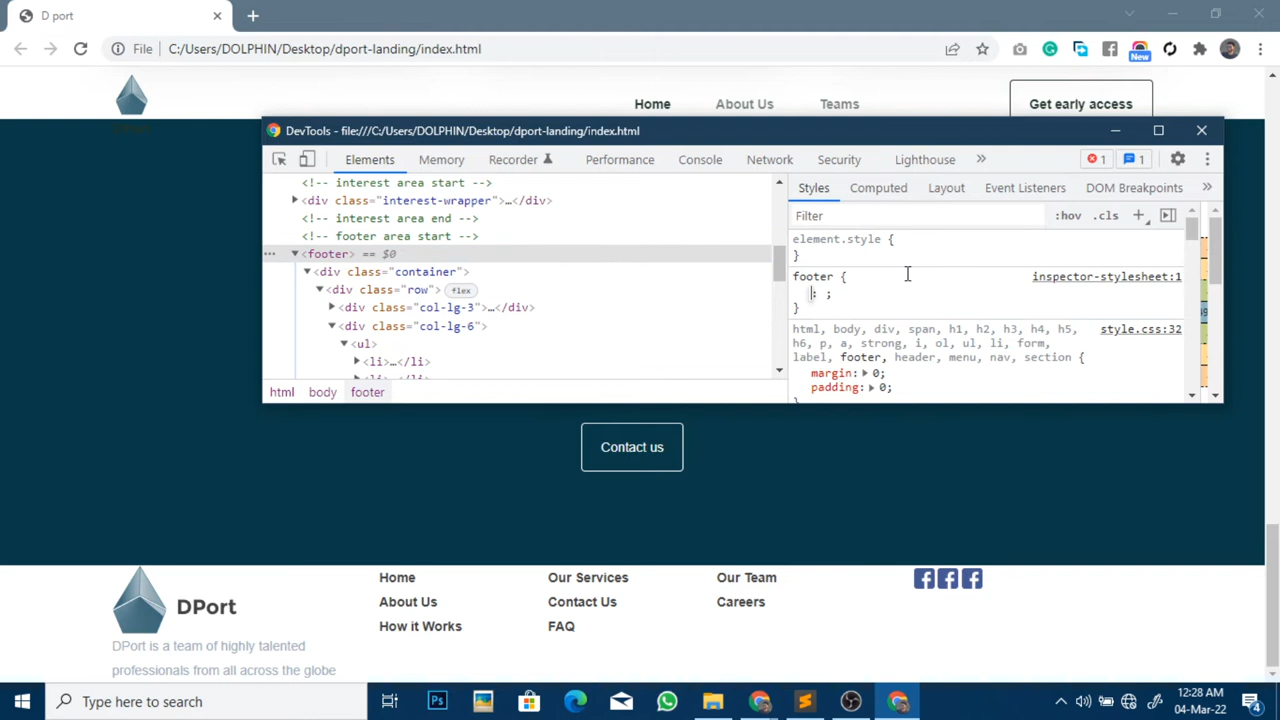 D port
File C:/Users/DOLPHIN/Desktop/dport-landing/index.html
New
Home About Us Teams Get early access
DevTools - file:///C:/Users/DOLPHIN/Desktop/dport-landing/index.html
Elements Memory Recorder Performance Console Network Security Lighthouse » 1 1
<!-- interest area start -->
<div class="interest-wrapper">…</div>
<!-- interest area end -->
<!-- footer area start -->
<footer> == $0
<div class="container">
<div class="row"> flex
<div class="col-lg-3">…</div>
<div class="col-lg-6">
<ul>
<li>…</li>
<li>…</li>
html body footer
Styles Computed Layout Event Listeners DOM Breakpoints »
Filter :hov .cls +
element.style {
}
footer { inspector-stylesheet:1
: ;
}
html, body, div, span, h1, h2, h3, h4, h5, style.css:32
h6, p, a, strong, i, ol, ul, li, form,
label, footer, header, menu, nav, section {
margin: 0;
padding: 0;
}
Contact us
DPort
DPort is a team of highly talented
professionals from all across the globe
Home Our Services Our Team
About Us Contact Us Careers
How it Works FAQ
Type here to search
Ps
12:28 AM
04-Mar-22
4